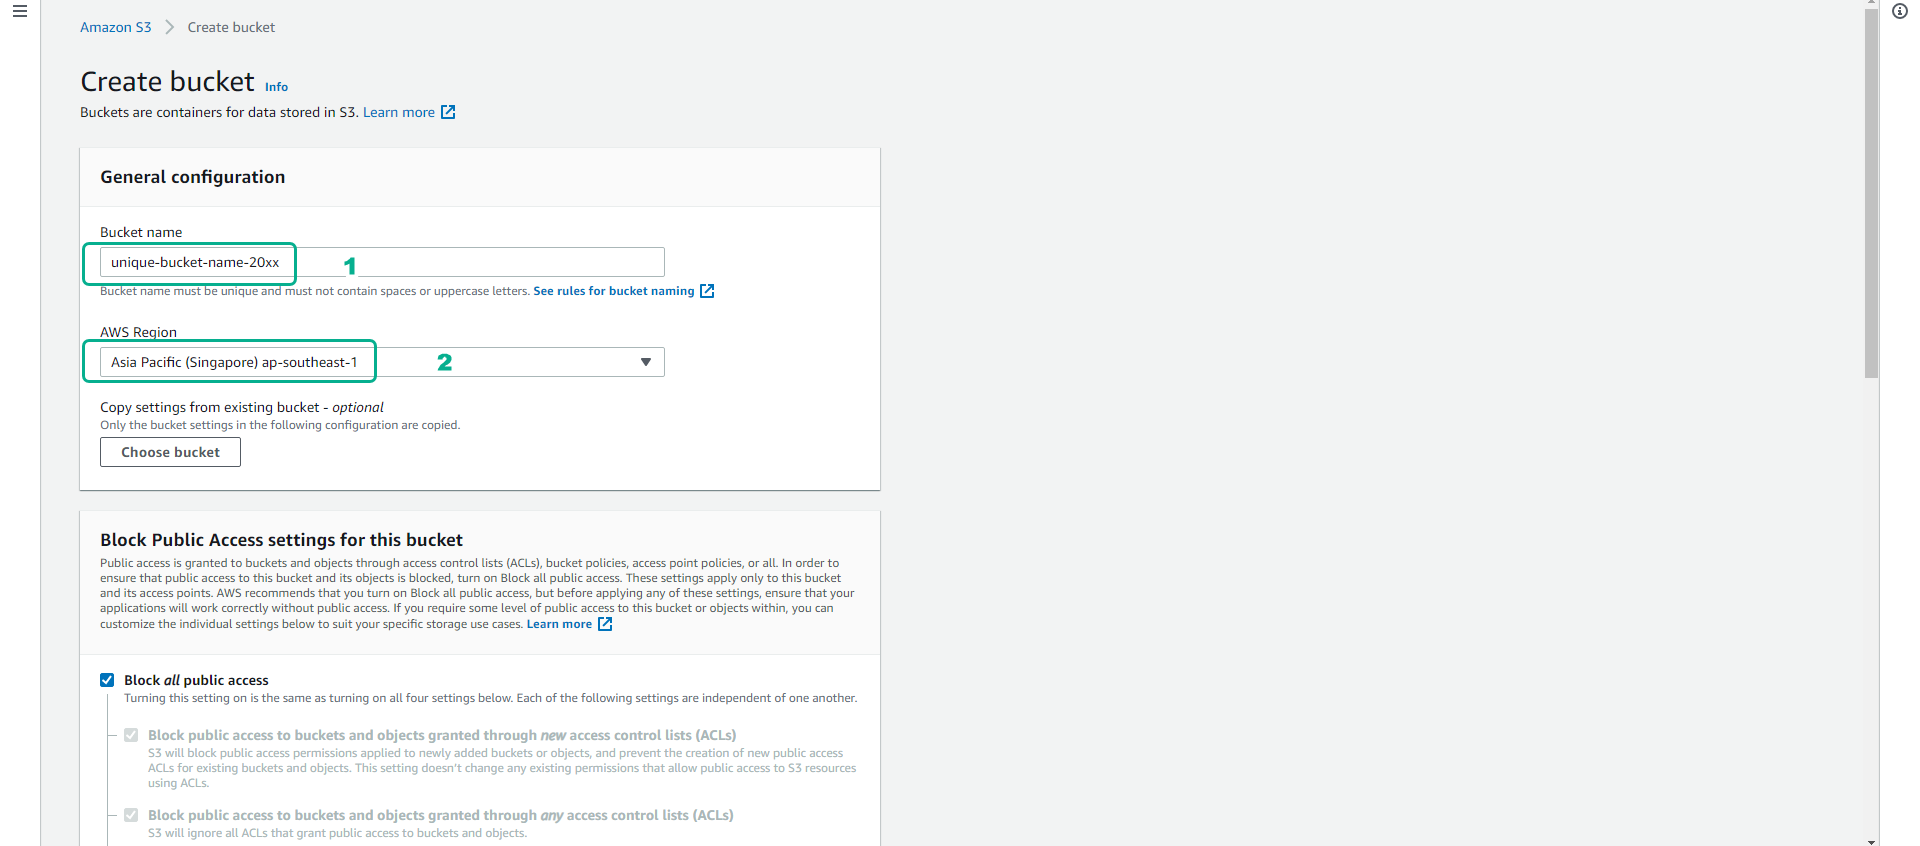 Amazon S3 > Create bucket
Create bucket Info
Buckets are containers for data stored in S3. Learn more
General configuration
Bucket name
unique-bucket-name-20xx 1
Bucket name must be unique and must not contain spaces or uppercase letters. See rules for bucket naming
AWS Region
Asia Pacific (Singapore) ap-southeast-1 2
Copy settings from existing bucket - optional
Only the bucket settings in the following configuration are copied.
Choose bucket
Block Public Access settings for this bucket
Public access is granted to buckets and objects through access control lists (ACLs), bucket policies, access point policies, or all. In order to
ensure that public access to this bucket and its objects is blocked, turn on Block all public access. These settings apply only to this bucket
and its access points. AWS recommends that you turn on Block all public access, but before applying any of these settings, ensure that your
applications will work correctly without public access. If you require some level of public access to this bucket or objects within, you can
customize the individual settings below to suit your specific storage use cases. Learn more
Block all public access
Turning this setting on is the same as turning on all four settings below. Each of the following settings are independent of one another.
Block public access to buckets and objects granted through new access control lists (ACLs)
S3 will block public access permissions applied to newly added buckets or objects, and prevent the creation of new public access
ACLs for existing buckets and objects. This setting doesn't change any existing permissions that allow public access to S3 resources
using ACLs.
Block public access to buckets and objects granted through any access control lists (ACLs)
S3 will ignore all ACLs that grant public access to buckets and objects.